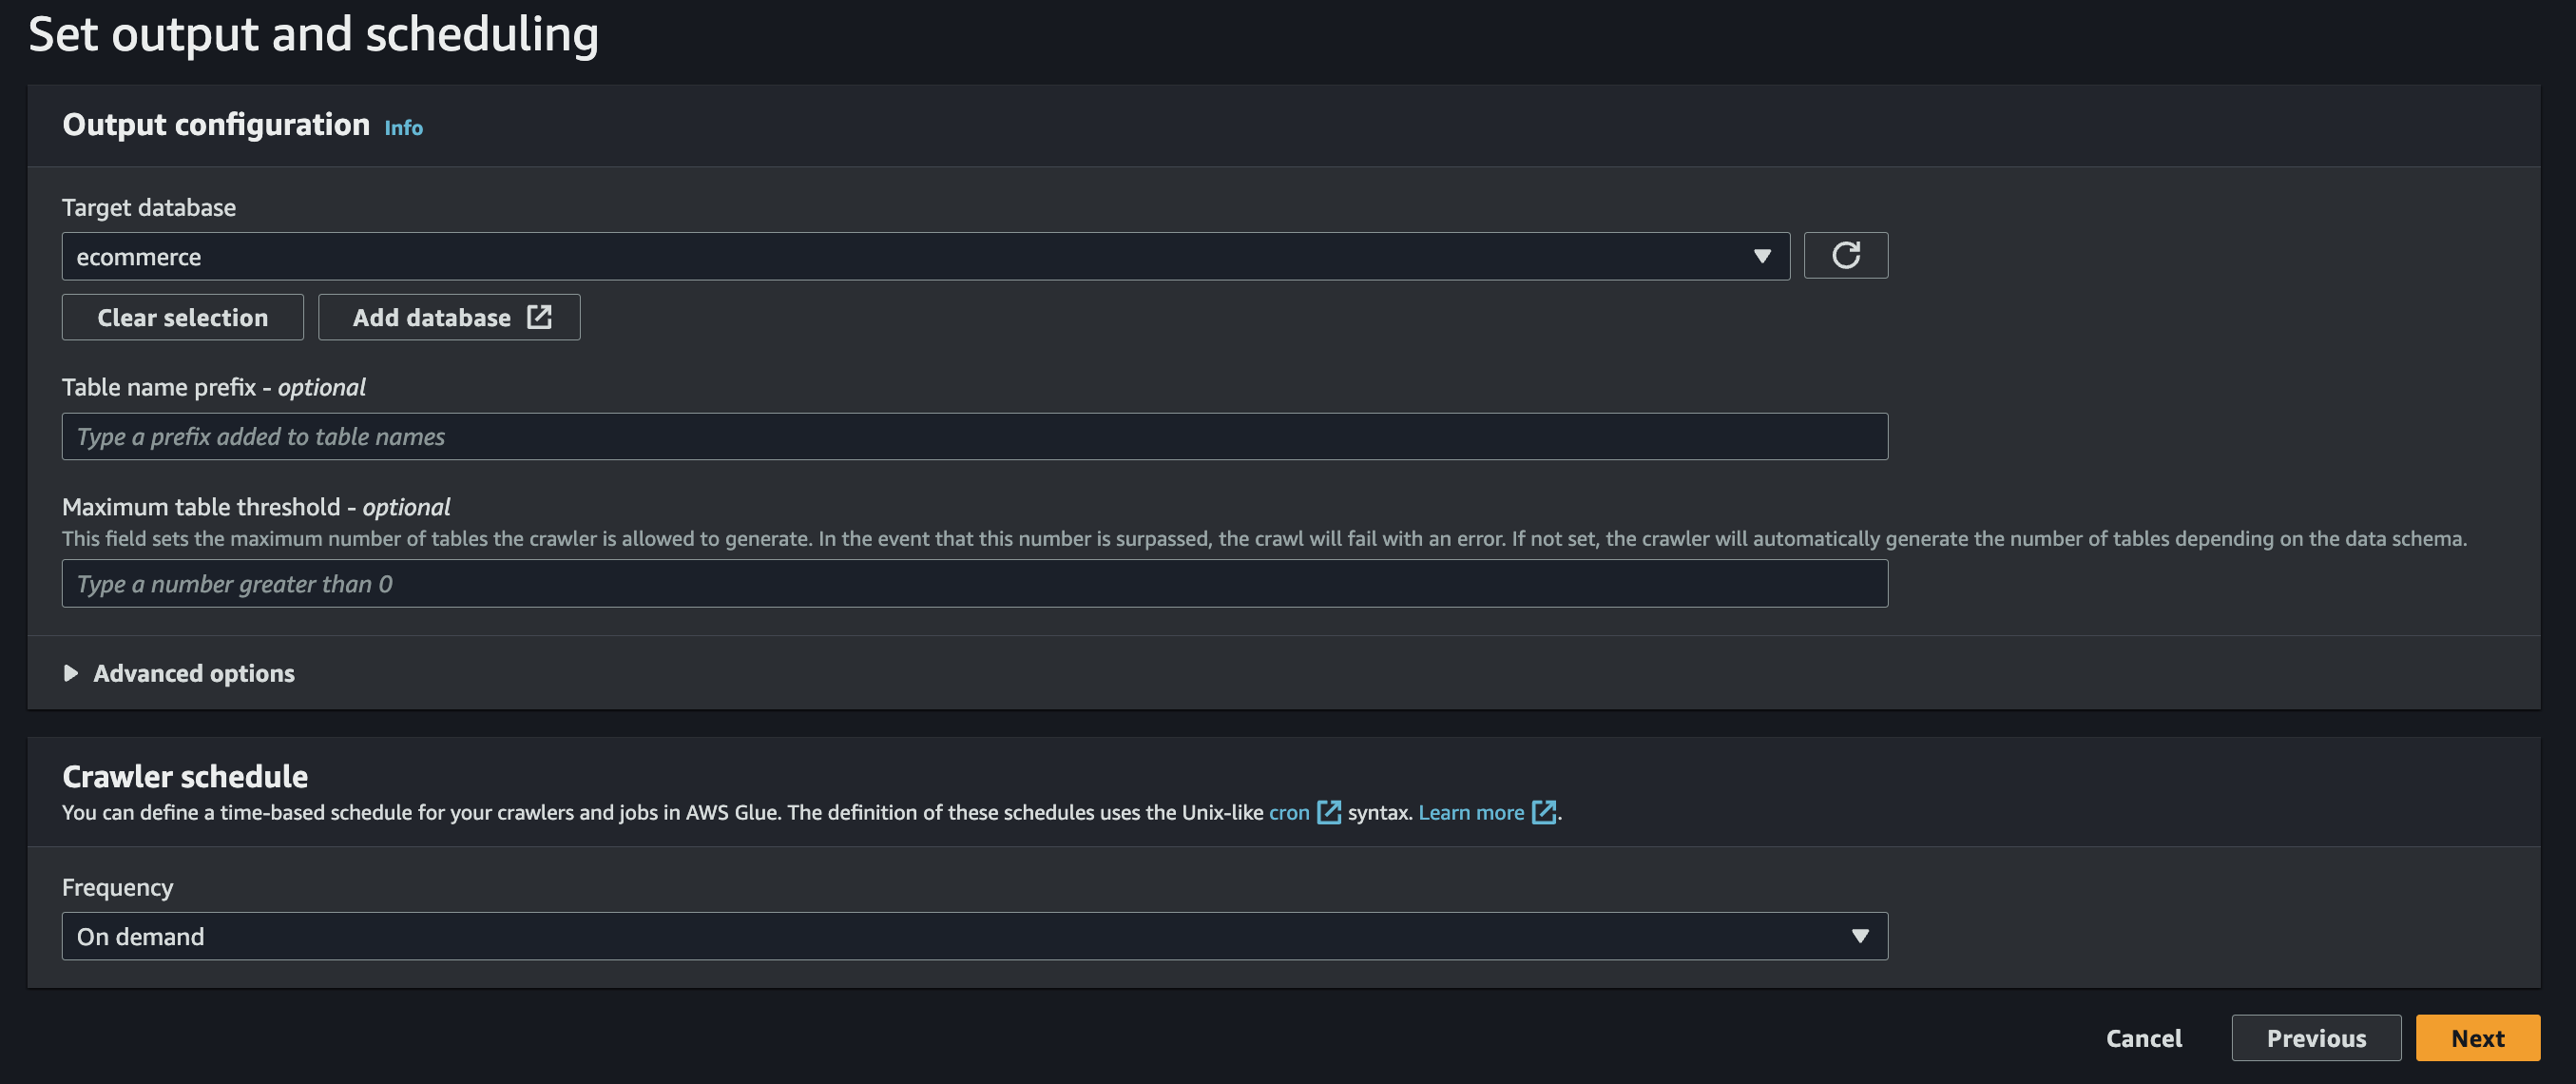 Set output and scheduling
Output configuration Info
Target database
ecommerce
Clear selection Add database
Table name prefix - optional
Type a prefix added to table names
Maximum table threshold - optional
This field sets the maximum number of tables the crawler is allowed to generate. In the event that this number is surpassed, the crawl will fail with an error. If not set, the crawler will automatically generate the number of tables depending on the data schema.
Type a number greater than 0
Advanced options
Crawler schedule
You can define a time-based schedule for your crawlers and jobs in AWS Glue. The definition of these schedules uses the Unix-like cron syntax. Learn more.
Frequency
On demand
Cancel Previous Next